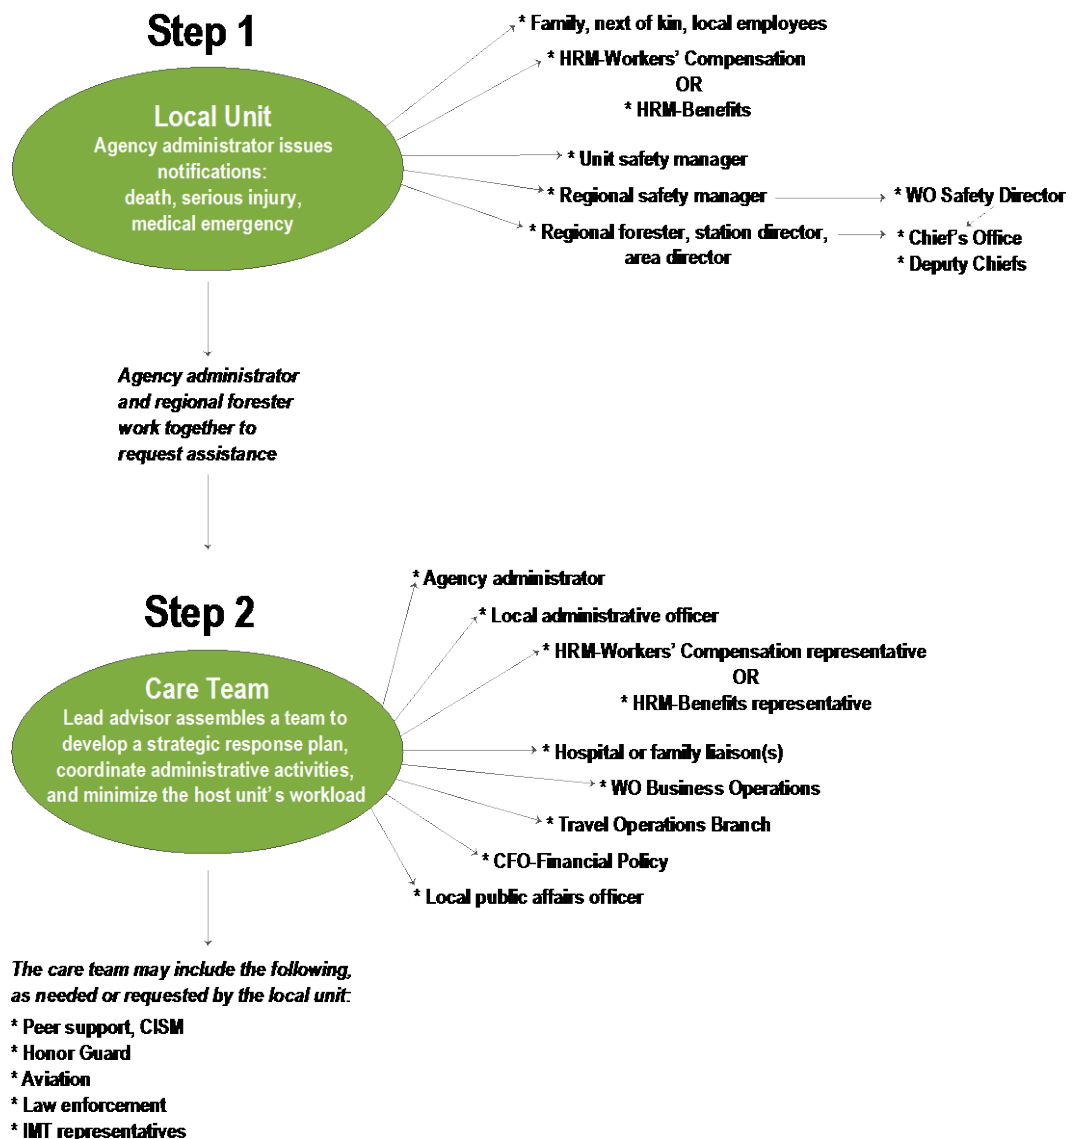 Step 1
Local Unit
Agency administrator issues
notifications:
death, serious injury,
medical emergency
* Family, next of kin, local employees
* HRM-Workers' Compensation
OR
* HRM-Benefits
* Unit safety manager
* Regional safety manager
* WO Safety Director
* Regional forester, station director,
area director
* Chief's Office
* Deputy Chiefs
Agency administrator
and regional forester
work together to
request assistance
Step 2
Care Team
Lead advisor assembles a team to
develop a strategic response plan,
coordinate administrative activities,
and minimize the host unit's workload
* Agency administrator
* Local administrative officer
* HRM-Workers' Compensation representative
OR
* HRM-Benefits representative
* Hospital or family liaison(s)
* WO Business Operations
* Travel Operations Branch
* CFO-Financial Policy
* Local public affairs officer
The care team may include the following,
as needed or requested by the local unit:
* Peer support, CISM
* Honor Guard
* Aviation
* Law enforcement
* IMT representatives